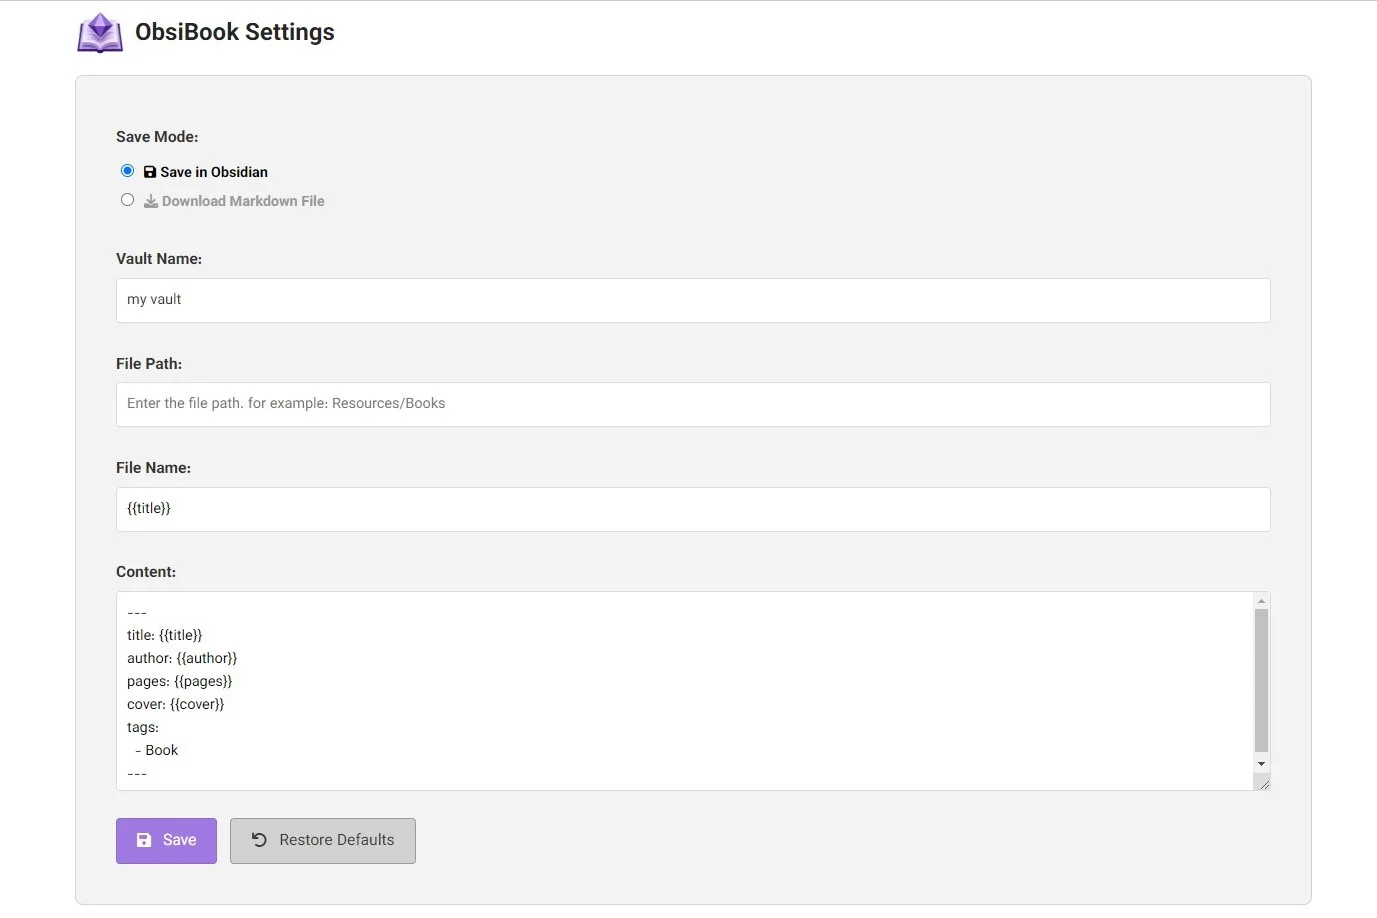 ObsiBook Settings
Save Mode:
Save in Obsidian
Download Markdown File
Vault Name:
my vault
File Path:
Enter the file path. for example: Resources/Books
File Name:
{{title}}
Content:
---
title: {{title}}
author: {{author}}
pages: {{pages}}
cover: {{cover}}
tags:
  - Book
---
Save
Restore Defaults